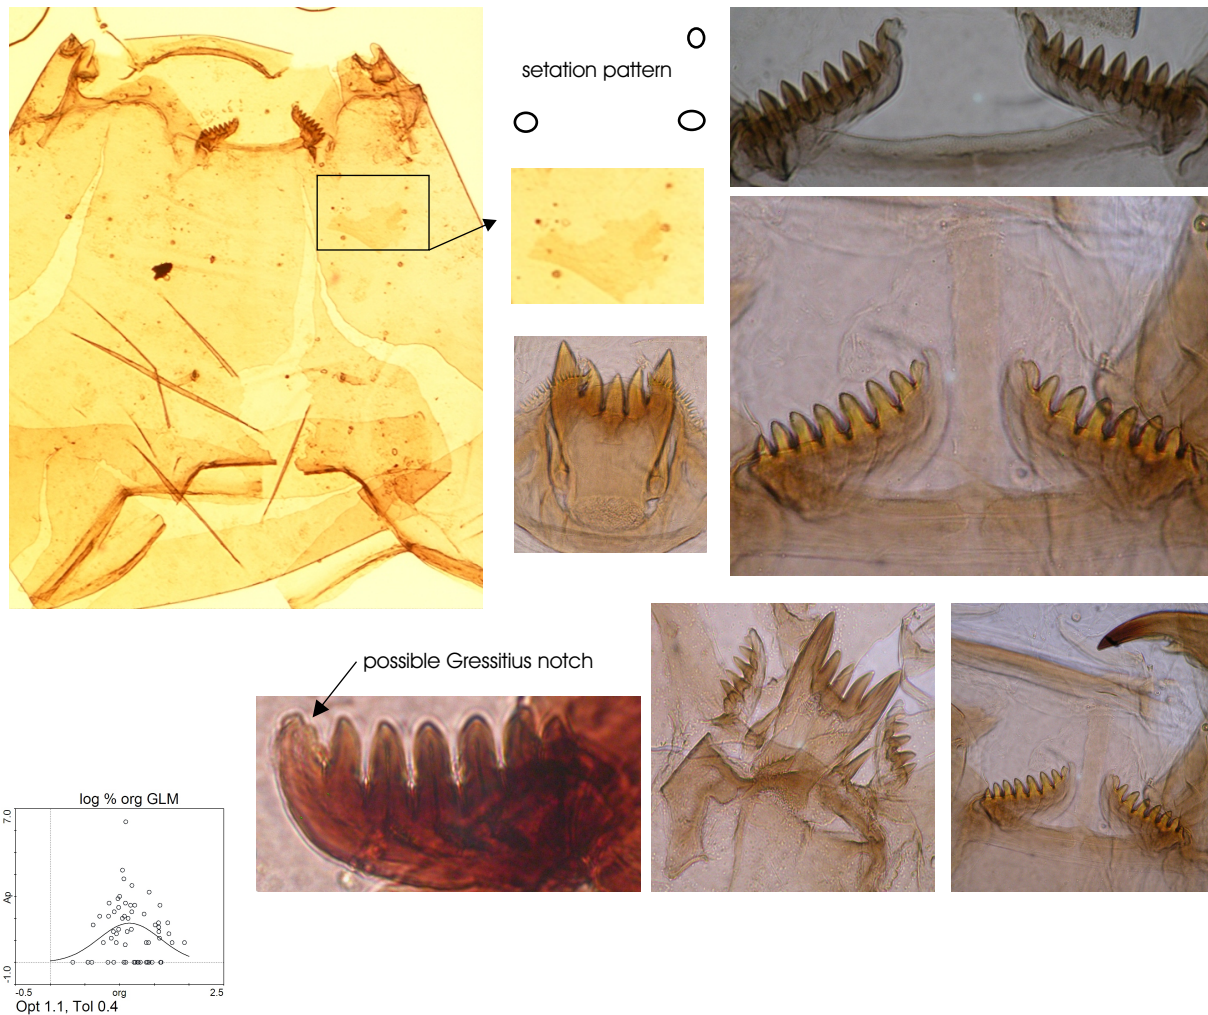 setation pattern
possible Gressitius notch
log % org GLM
7.0
Ap
-1.0
-0.5
org
2.5
Opt 1.1, Tol 0.4